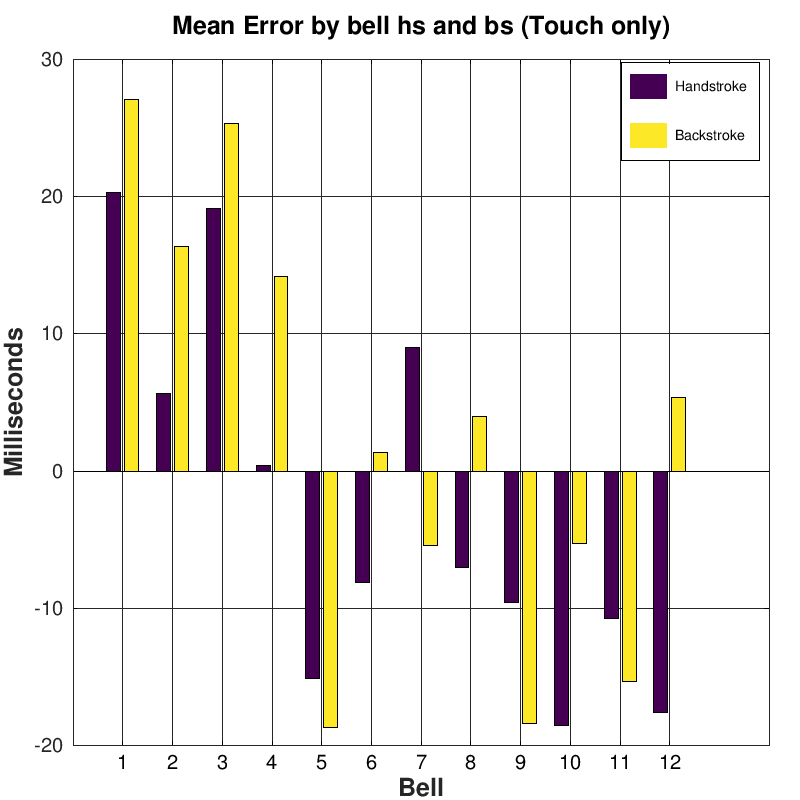 Mean Error by bell hs and bs (Touch only)
30
20
10
0
-10
-20
Milliseconds
Handstroke
Backstroke
1 2 3 4 5 6 7 8 9 10 11 12
Bell